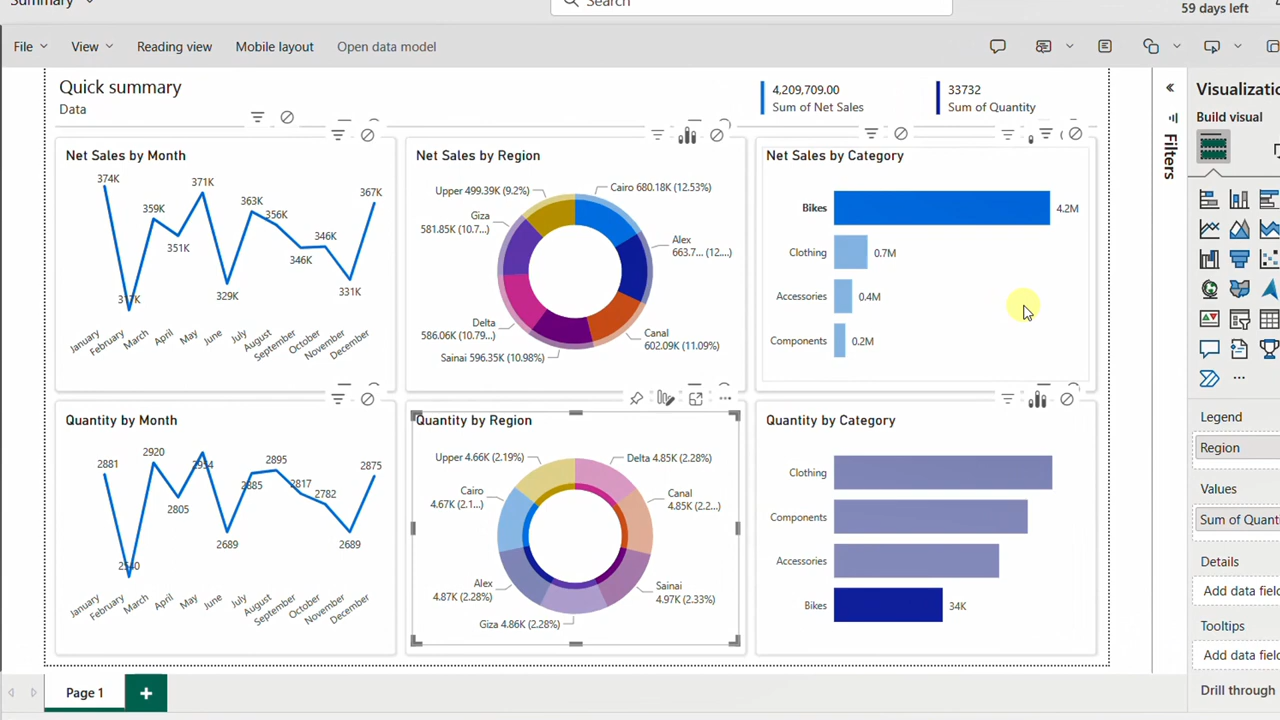 Summary
Search
59 days left
File
View
Reading view
Mobile layout
Open data model
Quick summary
Data
4,209,709.00
Sum of Net Sales
33732
Sum of Quantity
Net Sales by Month
374K
359K
351K
371K
329K
363K
356K
346K
346K
331K
367K
January
February
March
April
May
June
July
August
September
October
November
December
Net Sales by Region
Upper 499.39K (9.2%)
Cairo 680.18K (12.53%)
Giza
581.85K (10.7...)
Alex
663.7... (12....)
Delta
586.06K (10.79...)
Canal
602.09K (11.09%)
Sainai 596.35K (10.98%)
Net Sales by Category
Bikes
4.2M
Clothing
0.7M
Accessories
0.4M
Components
0.2M
Quantity by Month
2881
2920
2805
2954
2689
2885
2895
2817
2782
2689
2875
January
February
March
April
May
June
July
August
September
October
November
December
Quantity by Region
Upper 4.66K (2.19%)
Delta 4.85K (2.28%)
Cairo
4.67K (2.1...)
Canal
4.85K (2.2...)
Alex
4.87K (2.28%)
Sainai
4.97K (2.33%)
Giza 4.86K (2.28%)
Quantity by Category
Clothing
Components
Accessories
Bikes
34K
Filters
Visualizatio
Build visual
Legend
Region
Values
Sum of Quant
Details
Add data field
Tooltips
Add data field
Drill through
Page 1